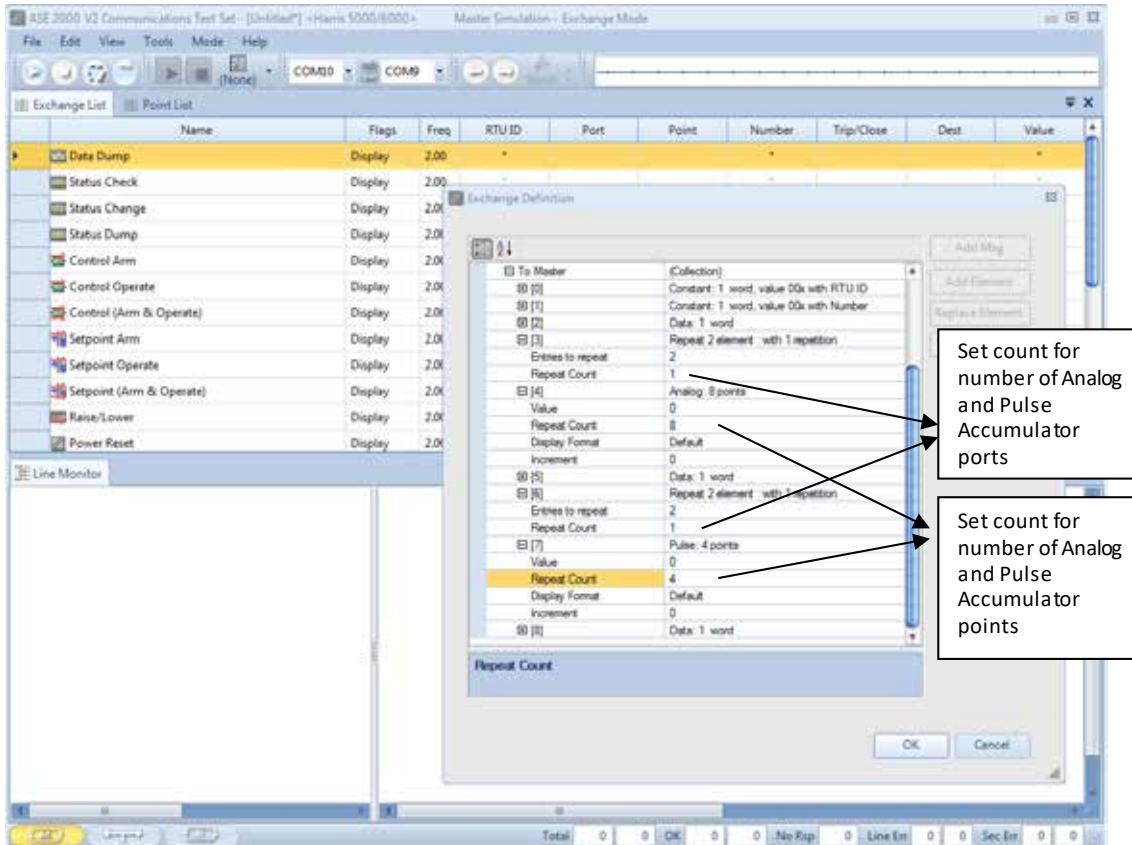 ASE 2000 V2 Communications Test Set - [Untitled*] <Harris 5000/6000> Master Simulation - Exchange Mode
File Edit View Tools Mode Help
(None) COM10 COM9
Exchange List Point List
Name Flags Freq RTU ID Port Point Number Trip/Close Dest Value
Data Dump Display 2.00 * * *
Status Check Display 2.00
Status Change Display
Status Dump Display
Control Arm Display
Control Operate Display
Control (Arm & Operate) Display
Setpoint Arm Display
Setpoint Operate Display
Setpoint (Arm & Operate) Display
Raise/Lower Display
Power Reset Display
Line Monitor
Exchange Definition
Add Msg
Add Element
Replace Element
To Master (Collection)
[0] Constant: 1 word, value 00x with RTU ID
[1] Constant: 1 word, value 00x with Number
[2] Data: 1 word
[3] Repeat 2 element : with 1 repetition
Entries to repeat 2
Repeat Count 1
[4] Analog: 8 points
Value 0
Repeat Count 8
Display Format Default
Increment 0
[5] Data: 1 word
[6] Repeat 2 element : with 1 repetition
Entries to repeat 2
Repeat Count 1
[7] Pulse: 4 points
Value 0
Repeat Count 4
Display Format Default
Increment 0
[8] Data: 1 word
Repeat Count
OK Cancel
Set count for
number of Analog
and Pulse
Accumulator
ports
Set count for
number of Analog
and Pulse
Accumulator
points
Total 0 0 OK 0 0 No Rsp 0 Line Err 0 0 Sec Err 0 0